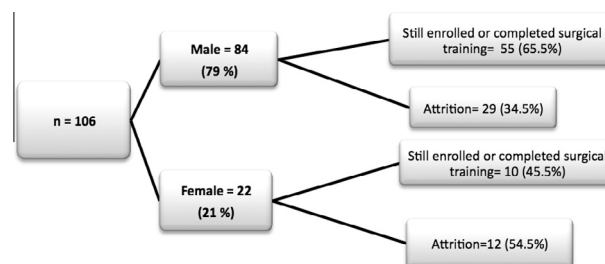 n = 106
Male = 84
(79 %)
Still enrolled or completed surgical
training=  55 (65.5%)
Attrition= 29 (34.5%)
Female = 22
(21 %)
Still enrolled or completed surgical
training= 10 (45.5%)
Attrition=12 (54.5%)